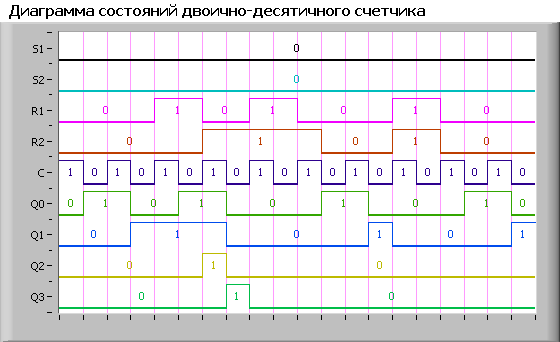 Диаграмма состояний двоично-десятичного счетчика
S1 0
S2 0
R1 0 1 0 1 0 1 0
R2 0 1 0 1 0
C 1 0 1 0 1 0 1 0 1 0 1 0 1 0 1 0 1 0 1 0
Q0 0 1 0 1 0 1 0 1 0
Q1 0 1 0 1 0 1
Q2 0 1 0
Q3 0 1 0